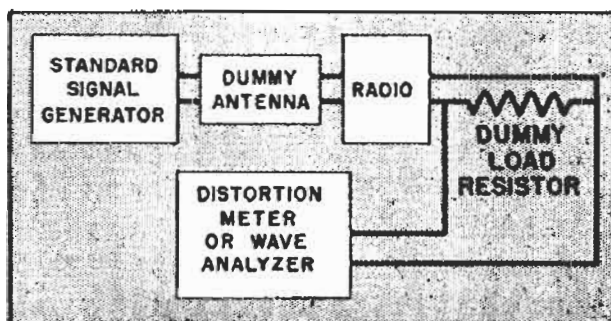 STANDARD
SIGNAL
GENERATOR
DUMMY
ANTENNA
RADIO
DUMMY
LOAD
RESISTOR
DISTORTION
METER
OR WAVE
ANALYZER